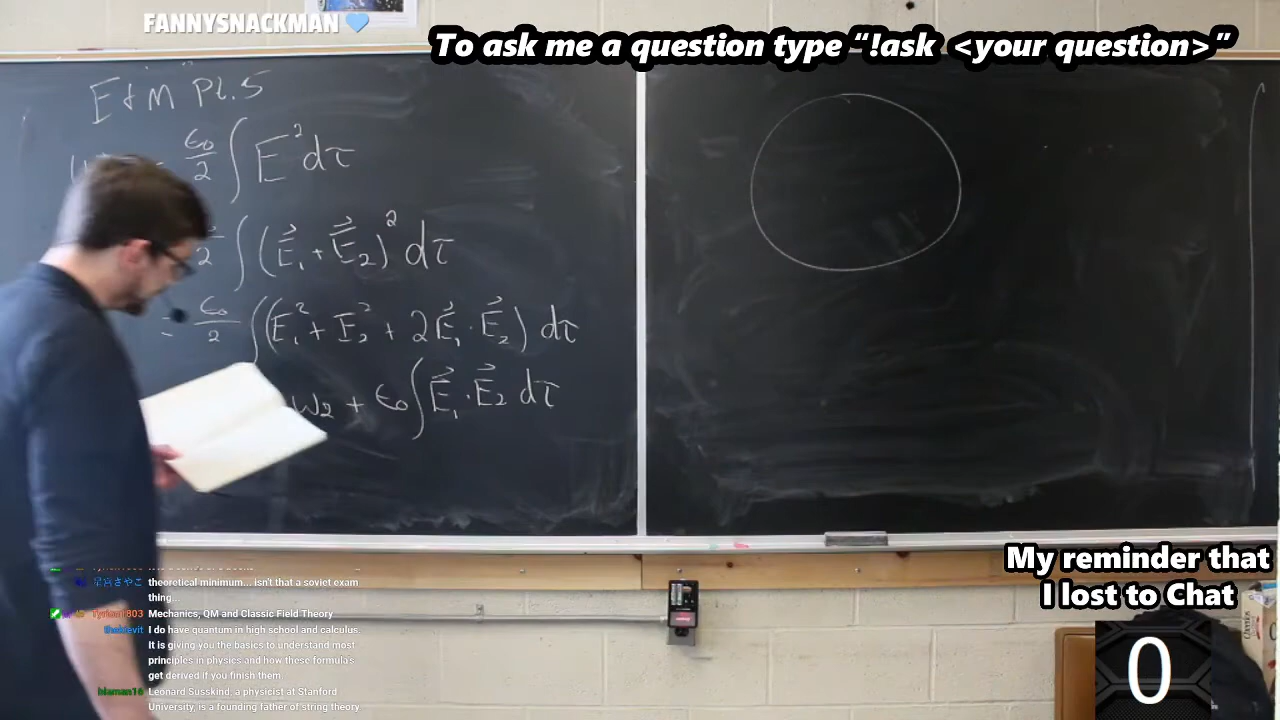 FANNYSNACKMAN 💙
To ask me a question type “!ask <your question>”
E & M Pt. 5
ε₀/2 ∫ E² dτ
2 ∫ (E⃗₁ + E⃗₂)² dτ
= ε₀/2 ∫ (E₁² + E₂² + 2E⃗₁ · E⃗₂) dτ
W₂ + ε₀ ∫ E⃗₁ · E⃗₂ dτ
theoretical minimum... isn't that a soviet exam
thing...
Mechanics, QM and Classic Field Theory
I do have quantum in high school and calculus.
It is giving you the basics to understand most
principles in physics and how these formula's
get derived if you finish them
Leonard Susskind, a physicist at Stanford
University, is a founding father of string theory
My reminder that
I lost to Chat
0